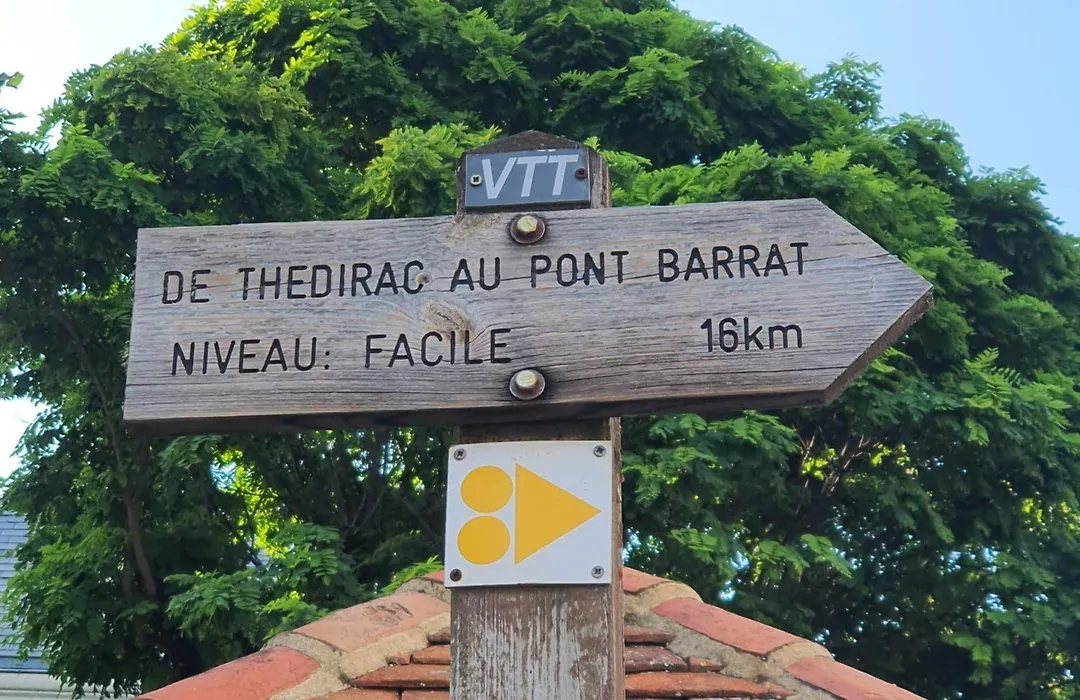 VTT
DE THEDIRAC AU PONT BARRAT
NIVEAU: FACILE 16km